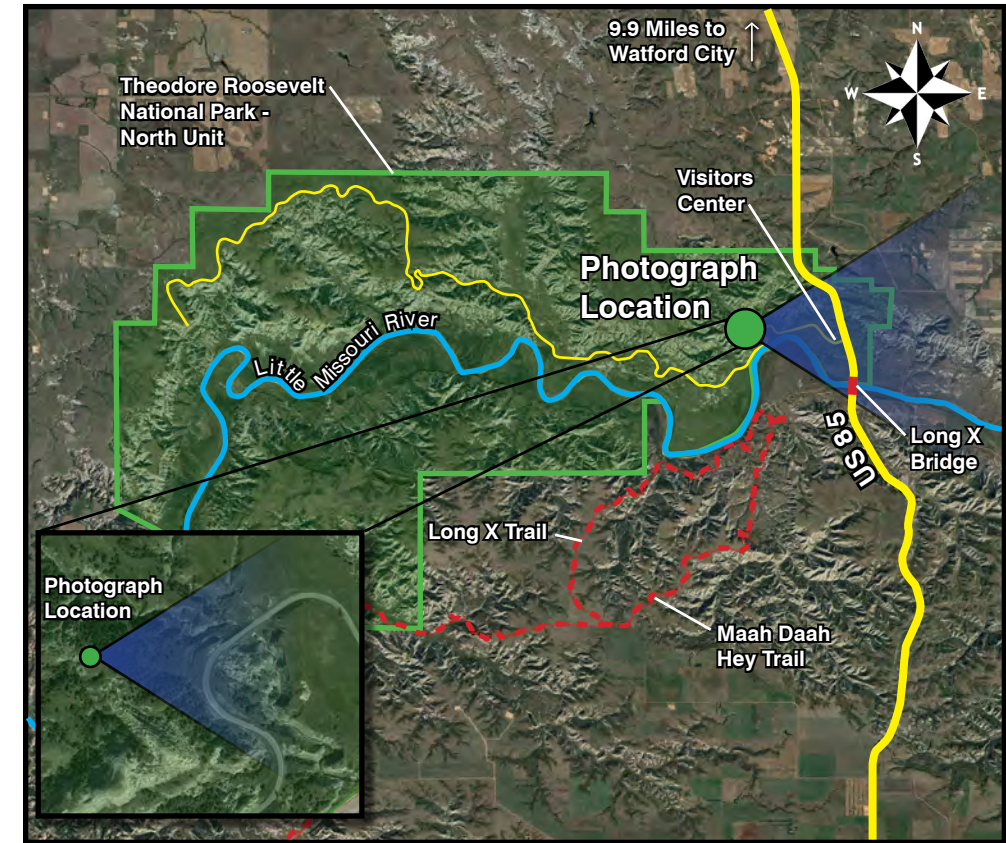 9.9 Miles to
Watford City
N
W
E
S
Theodore Roosevelt
National Park -
North Unit
Visitors
Center
Photograph
Location
Little Missouri River
US 85
Long X
Bridge
Long X Trail
Maah Daah
Hey Trail
Photograph
Location